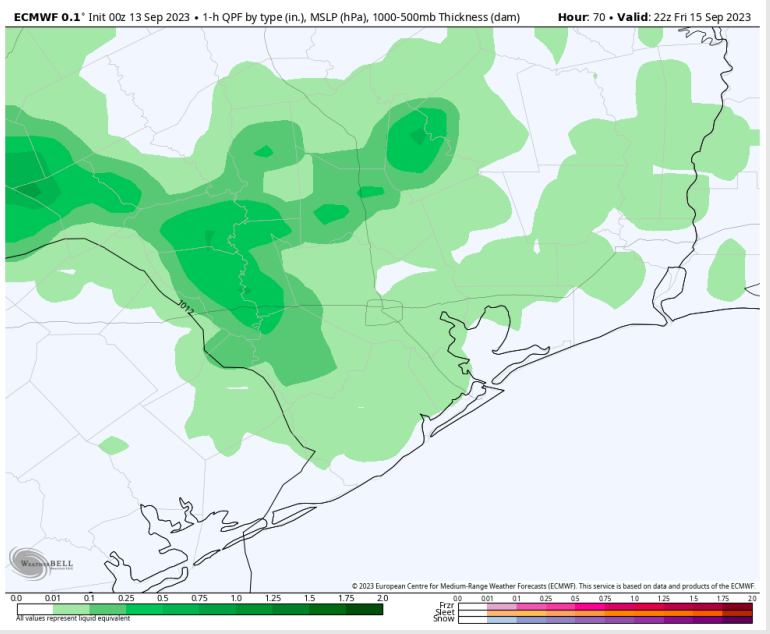 ECMWF 0.1° Init 00z 13 Sep 2023 • 1-h QPF by type (in.), MSLP (hPa), 1000-500mb Thickness (dam) Hour: 70 • Valid: 22z Fri 15 Sep 2023
1012
WEATHERBELL
© 2023 European Centre for Medium-Range Weather Forecasts (ECMWF). This service is based on data and products of the ECMWF.
0.0 0.01 0.1 0.25 0.5 0.75 1.0 1.25 1.5 1.75 2.0
All values represent liquid equivalent
0.0 0.01 0.1 0.25 0.5 0.75 1.0 1.25 1.5 1.75 2.0
Frzr
Sleet
Snow